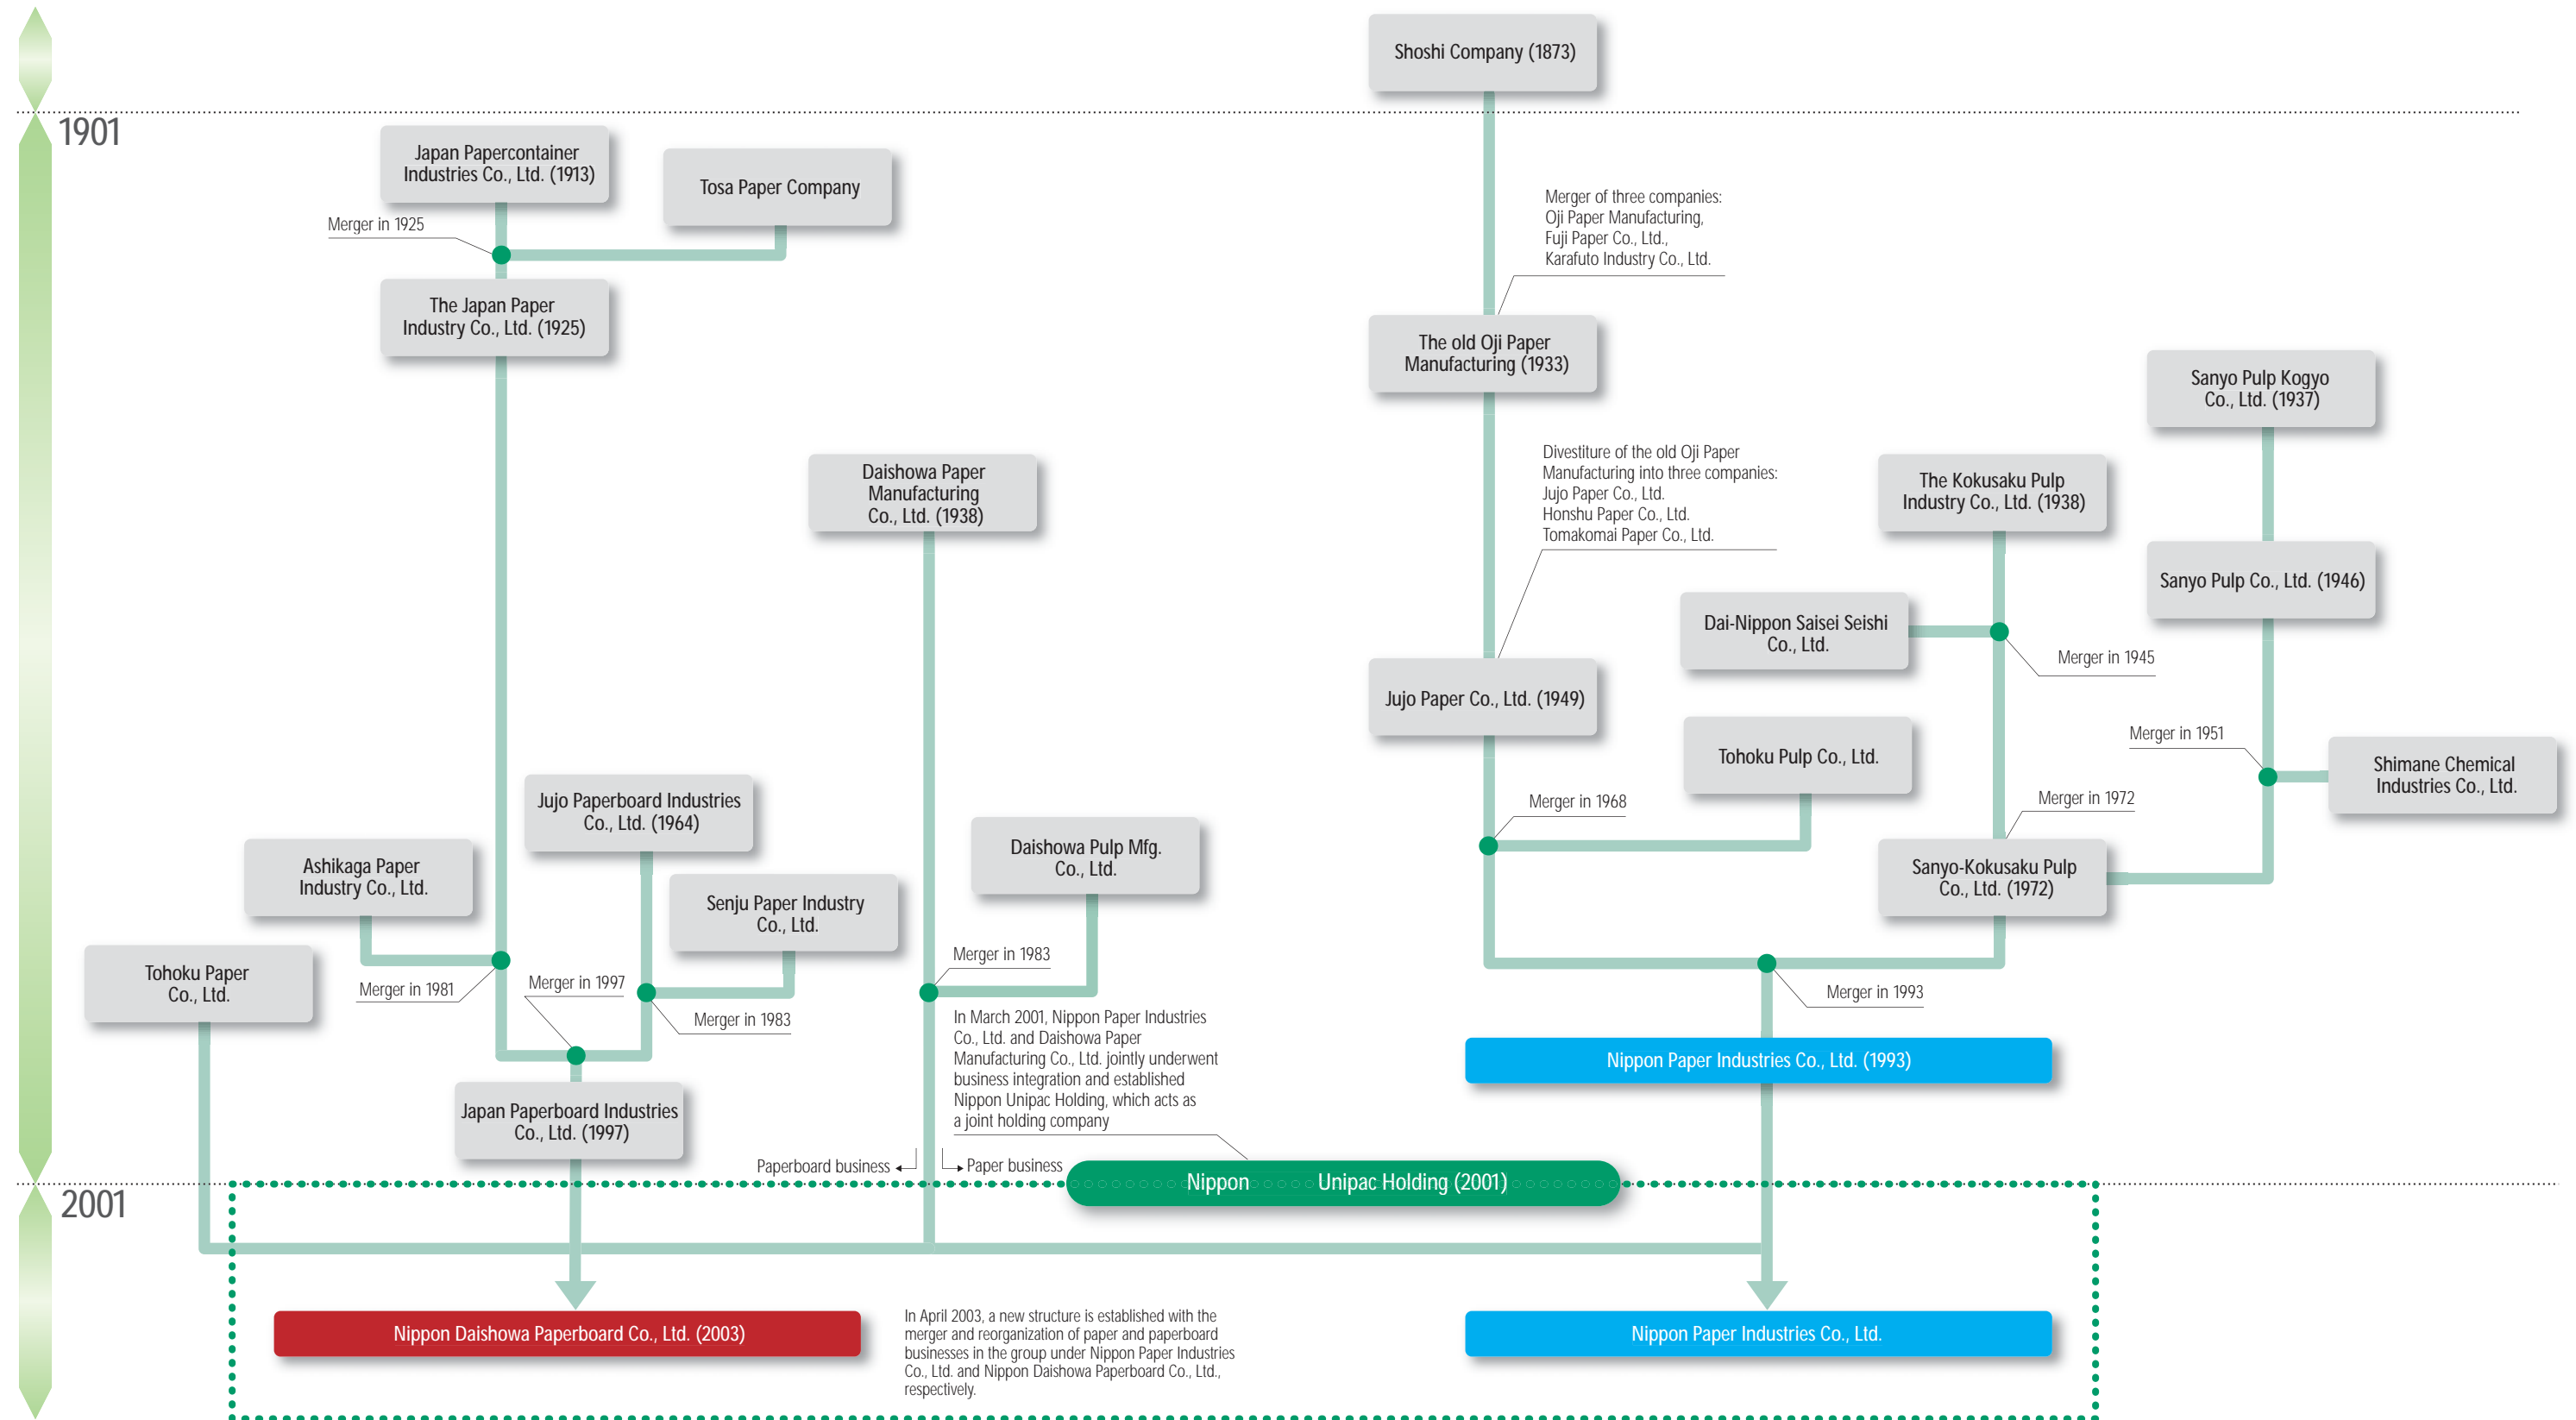 Shoshi Company (1873)
1901
Japan Papercontainer
Industries Co., Ltd. (1913)
Tosa Paper Company
Merger in 1925
The Japan Paper
Industry Co., Ltd. (1925)
Merger of three companies:
Oji Paper Manufacturing,
Fuji Paper Co., Ltd.,
Karafuto Industry Co., Ltd.
The old Oji Paper
Manufacturing (1933)
Sanyo Pulp Kogyo
Co., Ltd. (1937)
Daishowa Paper
Manufacturing
Co., Ltd. (1938)
Divestiture of the old Oji Paper
Manufacturing into three companies:
Jujo Paper Co., Ltd.
Honshu Paper Co., Ltd.
Tomakomai Paper Co., Ltd.
The Kokusaku Pulp
Industry Co., Ltd. (1938)
Sanyo Pulp Co., Ltd. (1946)
Dai-Nippon Saisei Seishi
Co., Ltd.
Merger in 1945
Jujo Paper Co., Ltd. (1949)
Tohoku Pulp Co., Ltd.
Merger in 1951
Shimane Chemical
Industries Co., Ltd.
Merger in 1968
Merger in 1972
Jujo Paperboard Industries
Co., Ltd. (1964)
Ashikaga Paper
Industry Co., Ltd.
Daishowa Pulp Mfg.
Co., Ltd.
Sanyo-Kokusaku Pulp
Co., Ltd. (1972)
Senju Paper Industry
Co., Ltd.
Tohoku Paper
Co., Ltd.
Merger in 1981
Merger in 1997
Merger in 1983
Merger in 1983
Merger in 1993
In March 2001, Nippon Paper Industries
Co., Ltd. and Daishowa Paper
Manufacturing Co., Ltd. jointly underwent
business integration and established
Nippon Unipac Holding, which acts as
a joint holding company
Nippon Paper Industries Co., Ltd. (1993)
Japan Paperboard Industries
Co., Ltd. (1997)
Paperboard business
Paper business
Nippon Unipac Holding (2001)
2001
Nippon Daishowa Paperboard Co., Ltd. (2003)
In April 2003, a new structure is established with the
merger and reorganization of paper and paperboard
businesses in the group under Nippon Paper Industries
Co., Ltd. and Nippon Daishowa Paperboard Co., Ltd.,
respectively.
Nippon Paper Industries Co., Ltd.